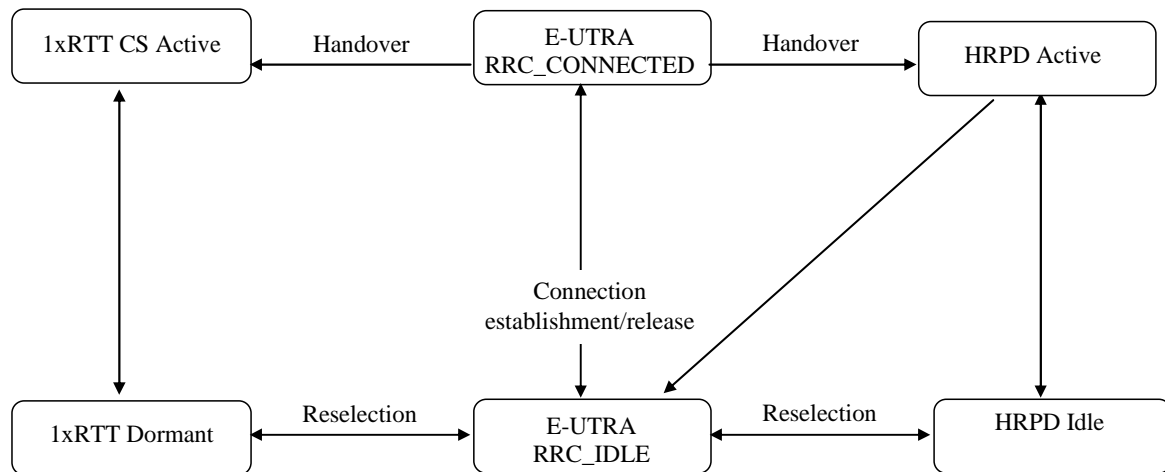 1xRTT CS Active
Handover
E-UTRA
RRC_CONNECTED
Handover
HRPD Active
Connection
establishment/release
1xRTT Dormant
Reselection
E-UTRA
RRC_IDLE
Reselection
HRPD Idle